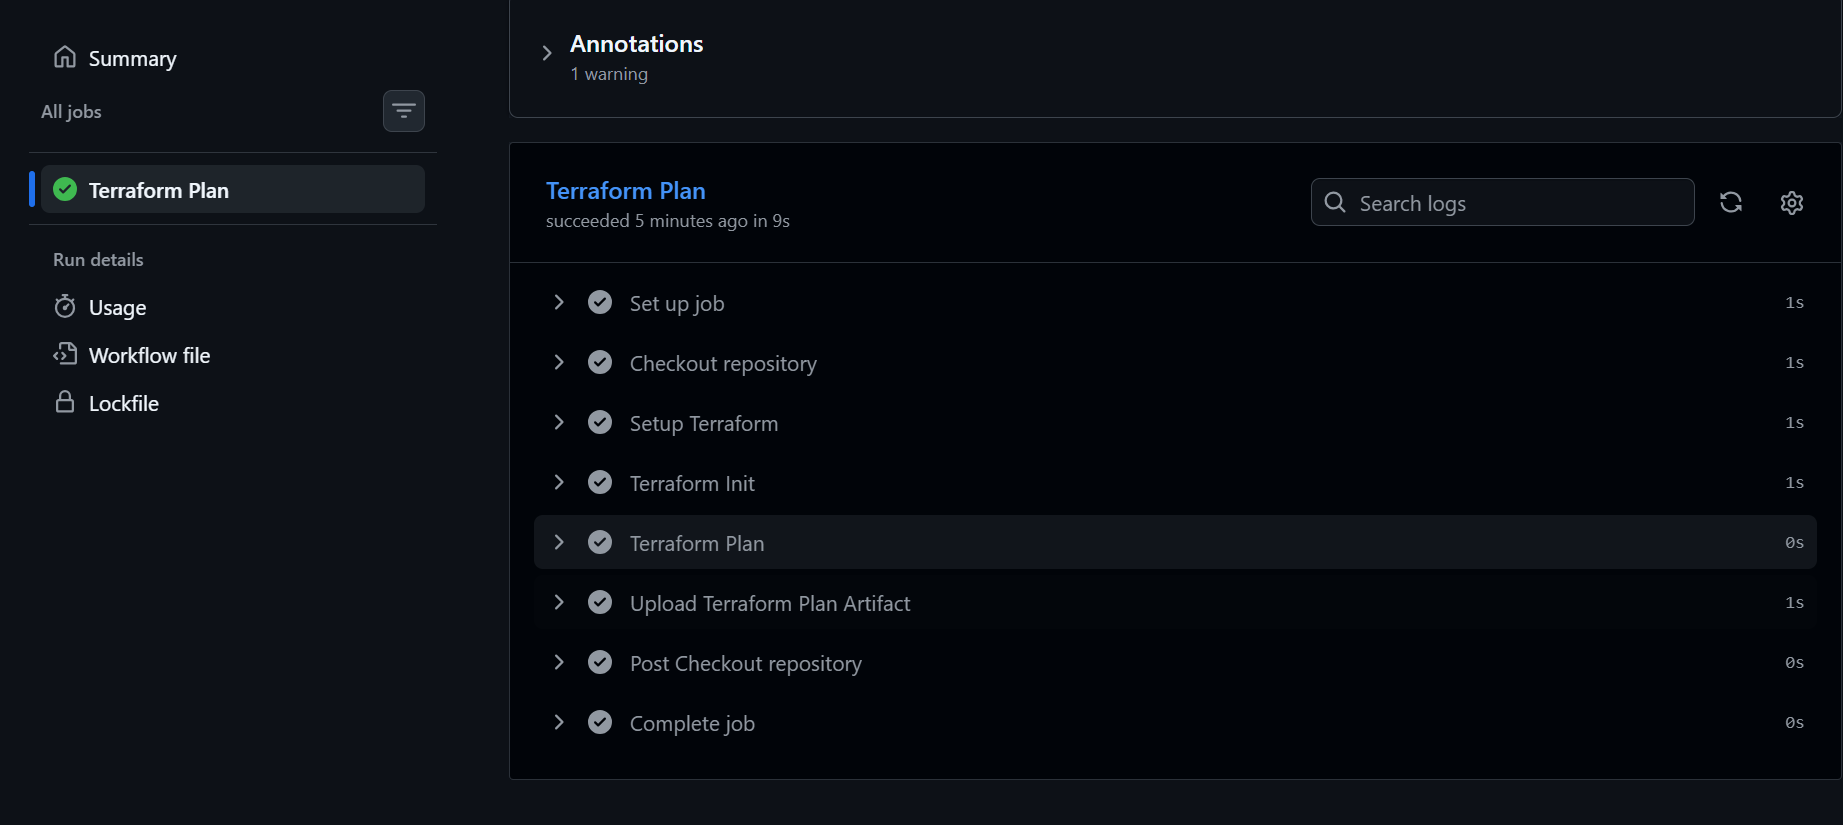 Summary
All jobs
Terraform Plan
Run details
Usage
Workflow file
Lockfile
Annotations
1 warning
Terraform Plan
succeeded 5 minutes ago in 9s
Search logs
Set up job 1s
Checkout repository 1s
Setup Terraform 1s
Terraform Init 1s
Terraform Plan 0s
Upload Terraform Plan Artifact 1s
Post Checkout repository 0s
Complete job 0s